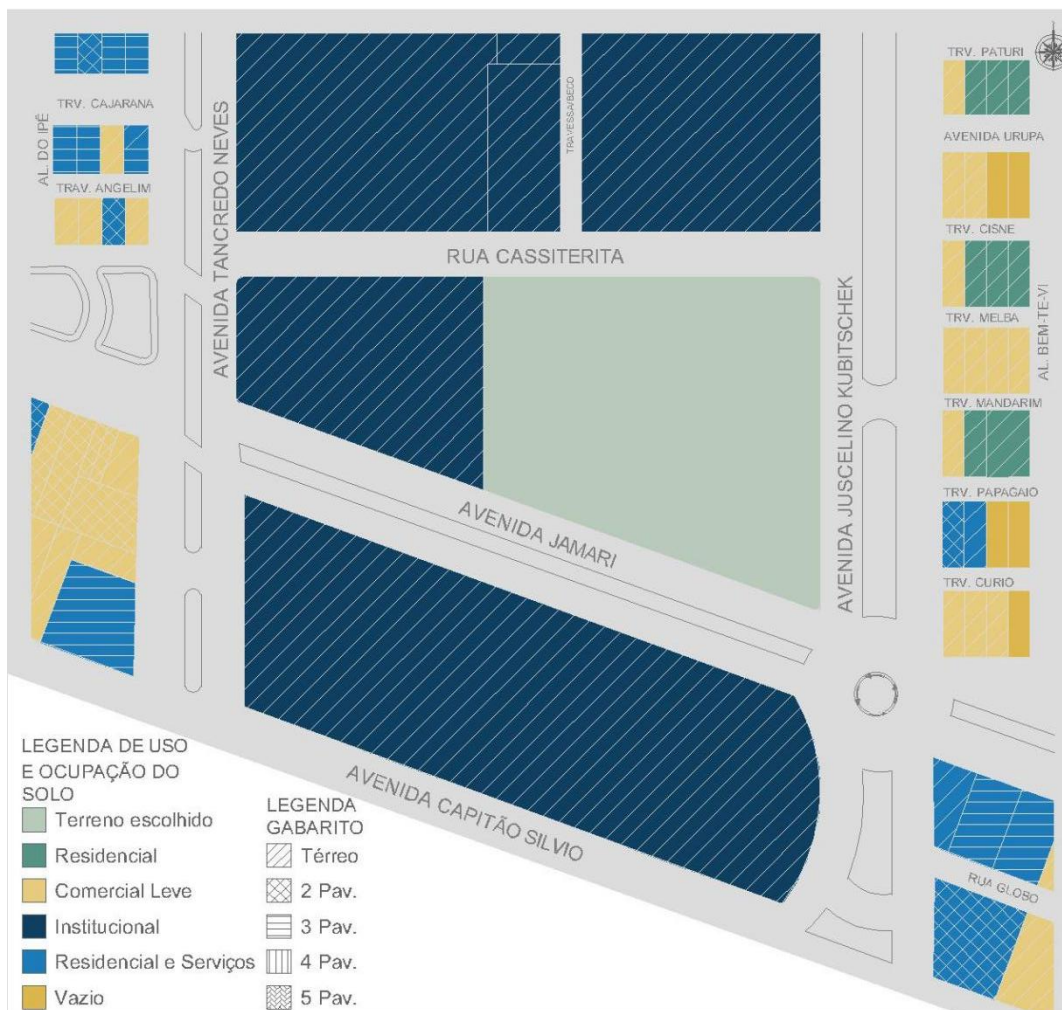 TRV. CAJARANA
AL. DO IPÊ
TRAV. ANGELIM
AVENIDA TANCREDO NEVES
TRAVESSA/BECO
RUA CASSITERITA
AVENIDA JUSCELINO KUBITSCHEK
AVENIDA JAMARI
AVENIDA CAPITÃO SILVIO
TRV. PATURI
AVENIDA URUPA
TRV. CISNE
TRV. MELBA
AL. BEM-TE-VI
TRV. MANDARIM
TRV. PAPAGAIO
TRV. CURIO
RUA GLOBO
LEGENDA DE USO
E OCUPAÇÃO DO
SOLO
Terreno escolhido
Residencial
Comercial Leve
Institucional
Residencial e Serviços
Vazio
LEGENDA
GABARITO
Térreo
2 Pav.
3 Pav.
4 Pav.
5 Pav.